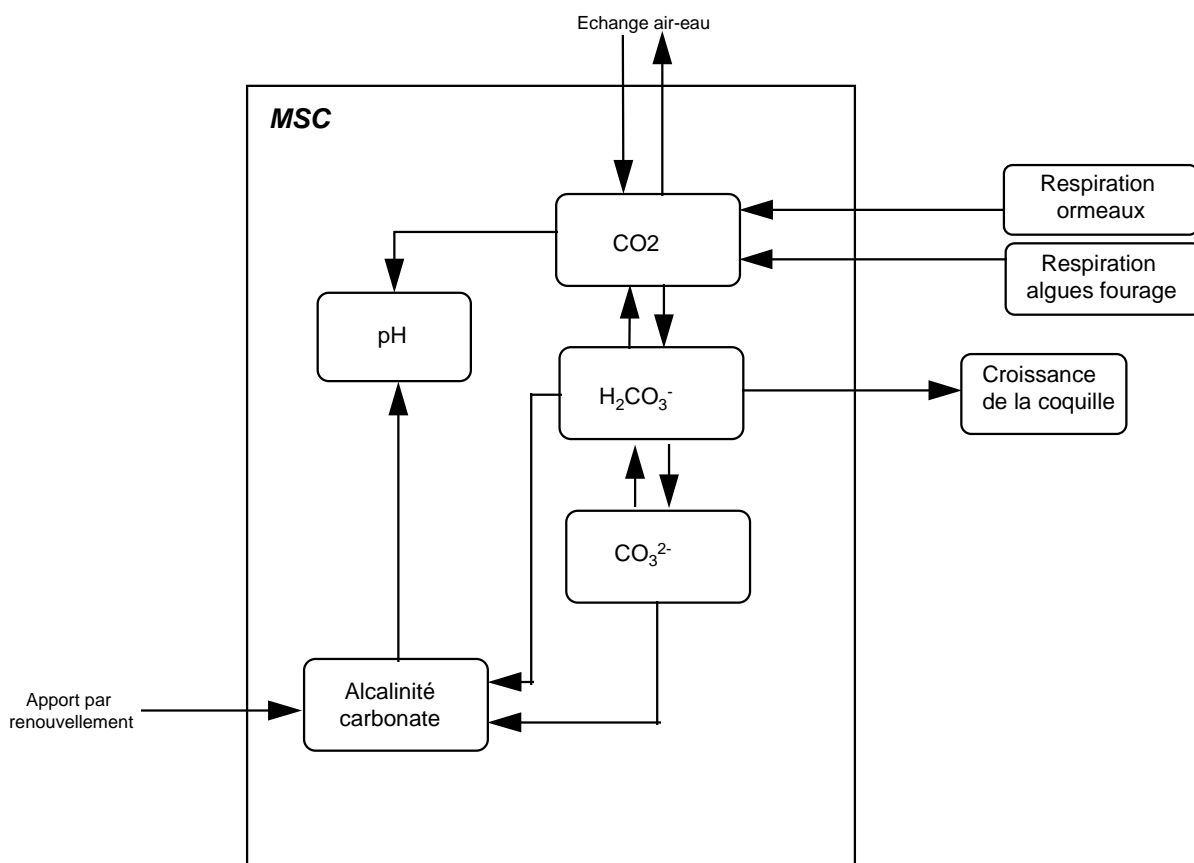 Echange air-eau
MSC
Respiration
ormeaux
CO2
Respiration
algues fourage
pH
H₂CO₃⁻
Croissance
de la coquille
CO₃²⁻
Alcalinité
carbonate
Apport par
renouvellement